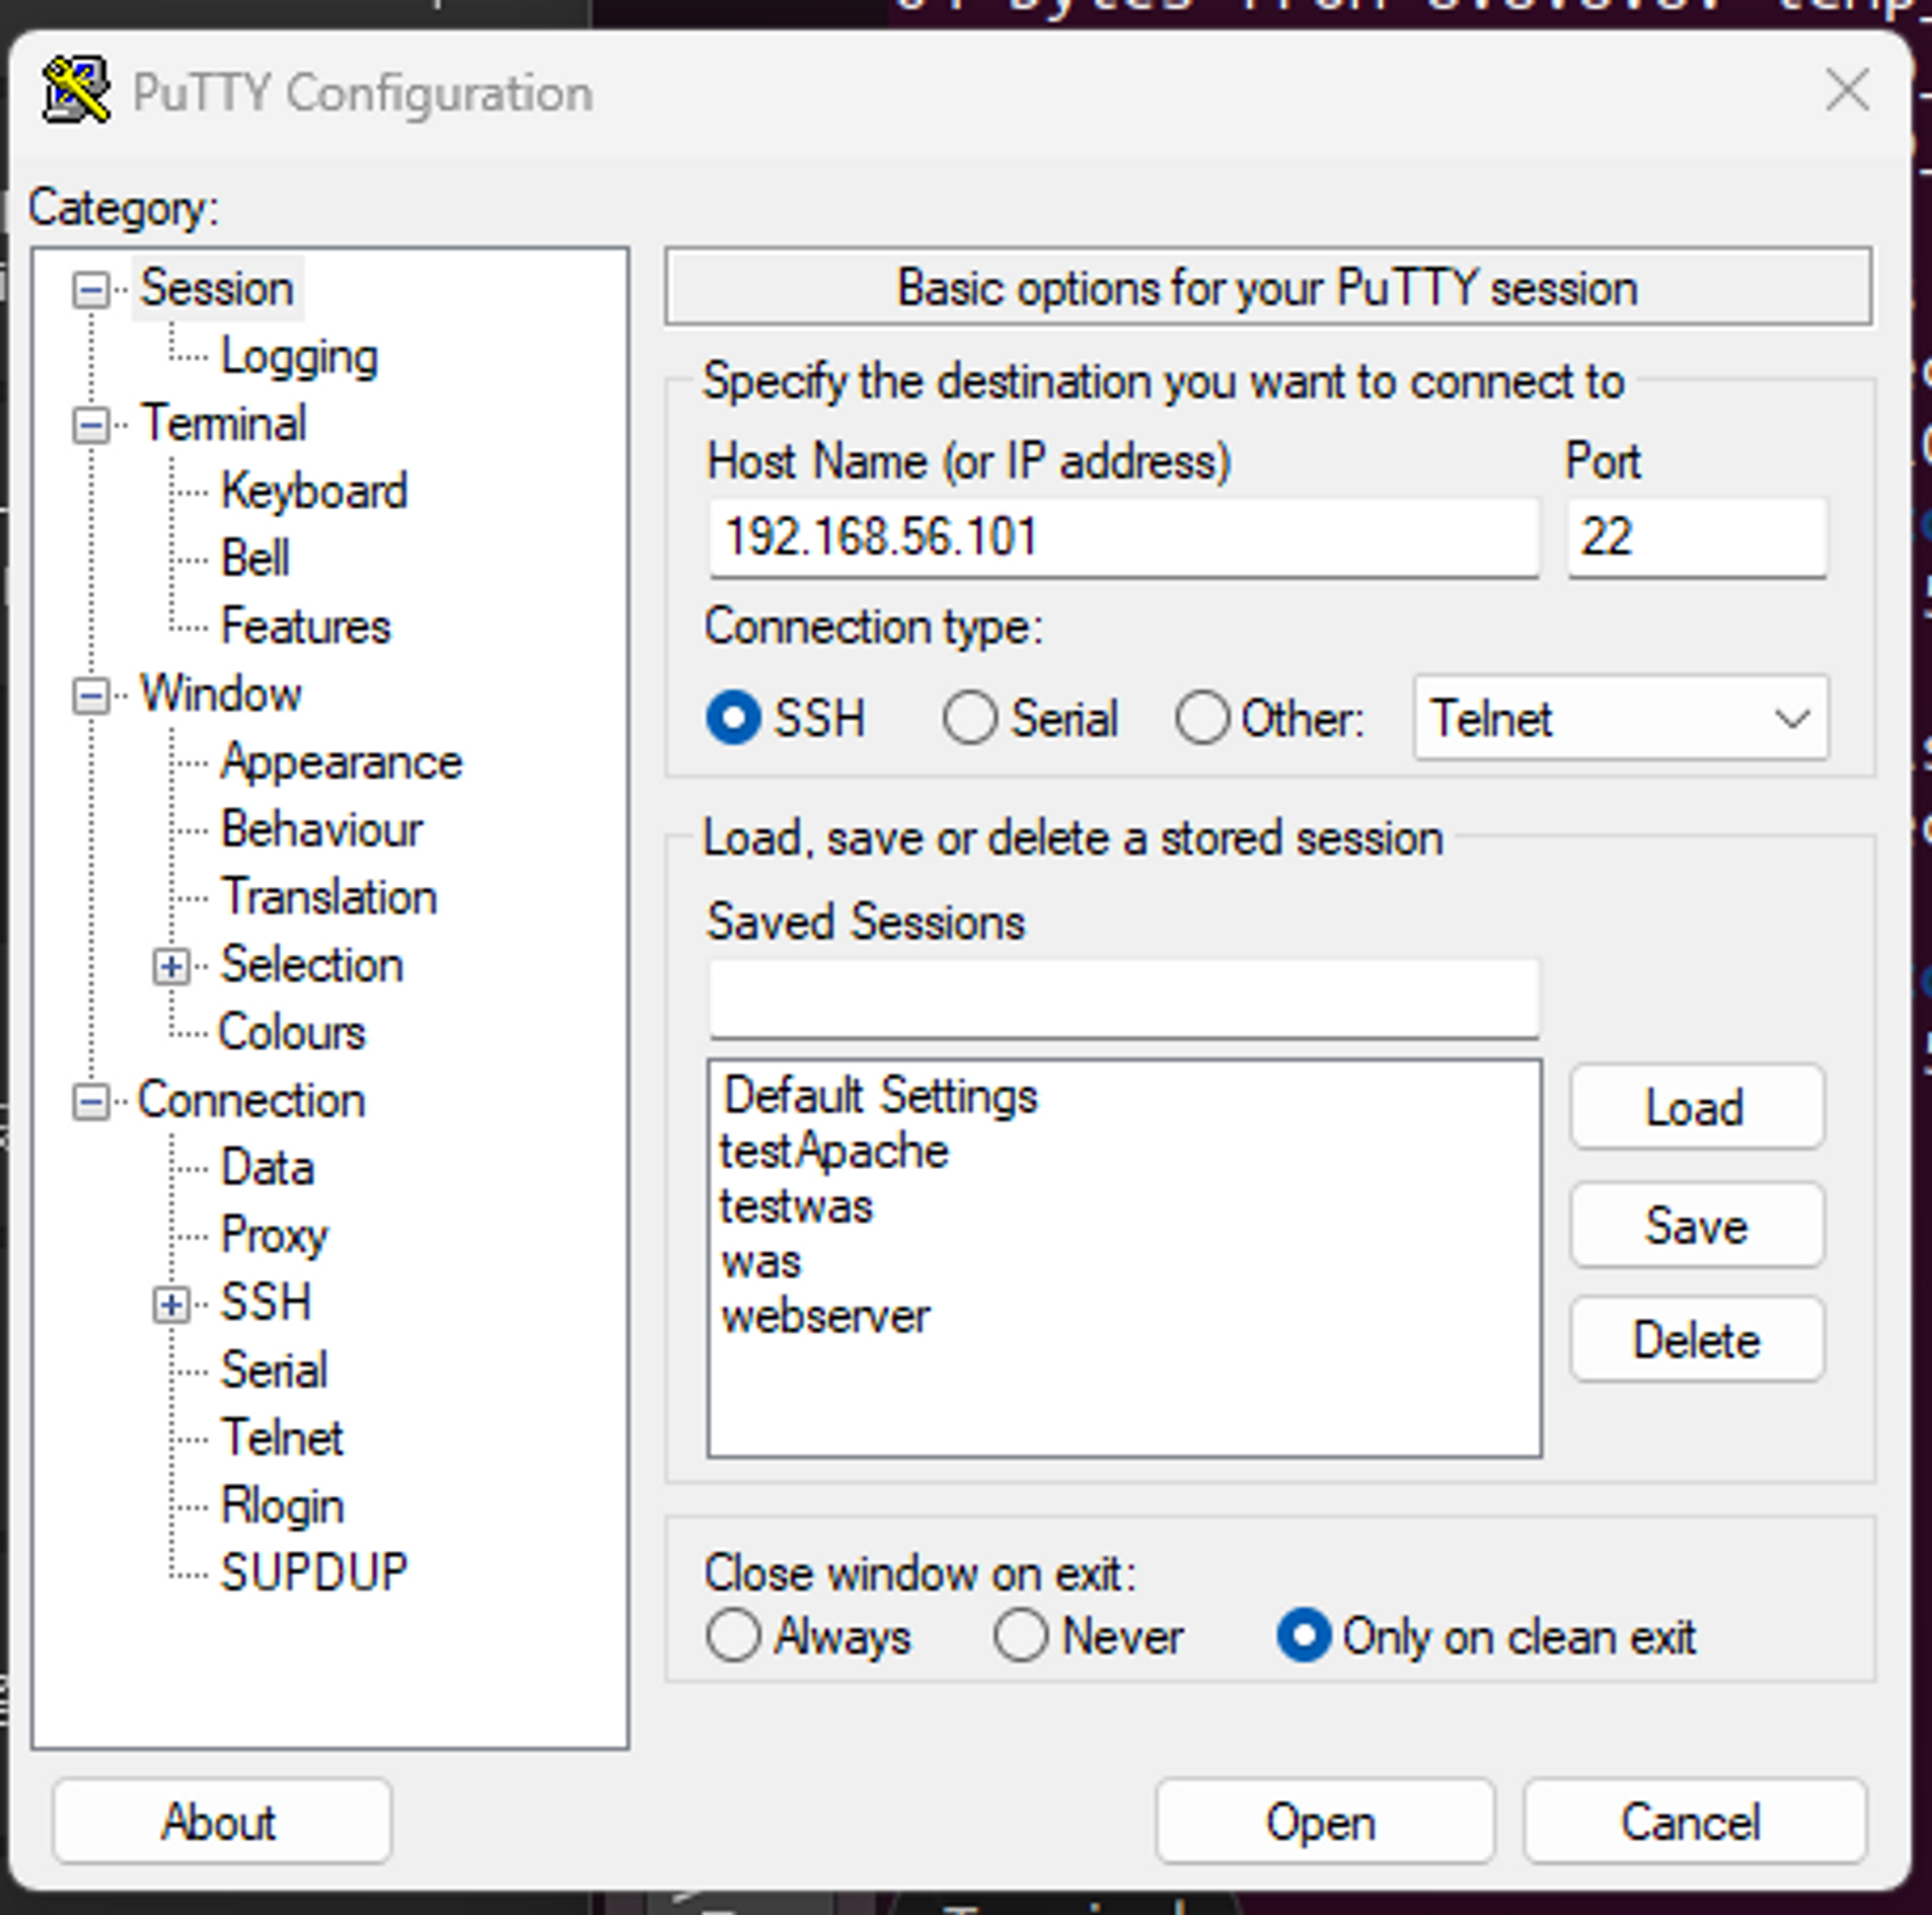 PuTTY Configuration
Category:
Session
Logging
Terminal
Keyboard
Bell
Features
Window
Appearance
Behaviour
Translation
Selection
Colours
Connection
Data
Proxy
SSH
Serial
Telnet
Rlogin
SUPDUP
Basic options for your PuTTY session
Specify the destination you want to connect to
Host Name (or IP address) Port
192.168.56.101 22
Connection type:
SSH Serial Other: Telnet
Load, save or delete a stored session
Saved Sessions
Default Settings
testApache
testwas
was
webserver
Load
Save
Delete
Close window on exit:
Always Never Only on clean exit
About Open Cancel